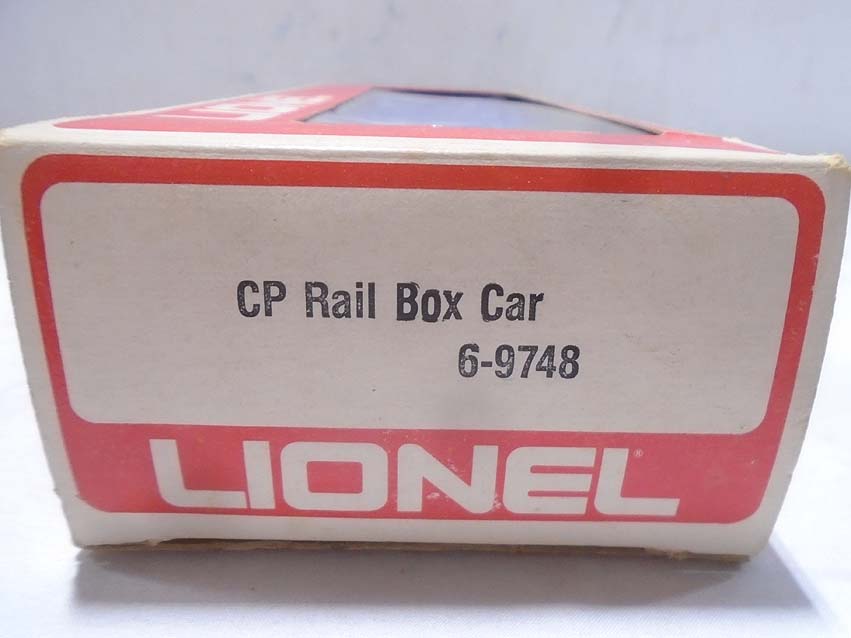 CP Rail Box Car
6-9748
LIONEL®